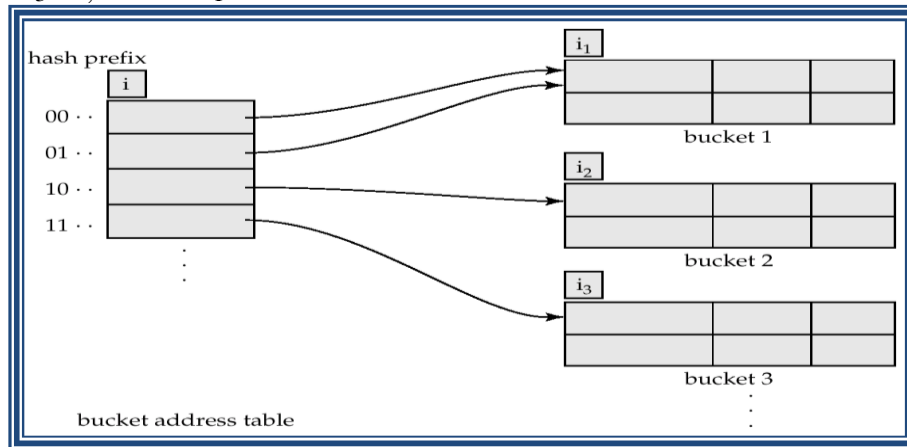 hash prefix
i
00 · ·
01 · ·
10 · ·
11 · ·
bucket address table
i₁
bucket 1
i₂
bucket 2
i₃
bucket 3